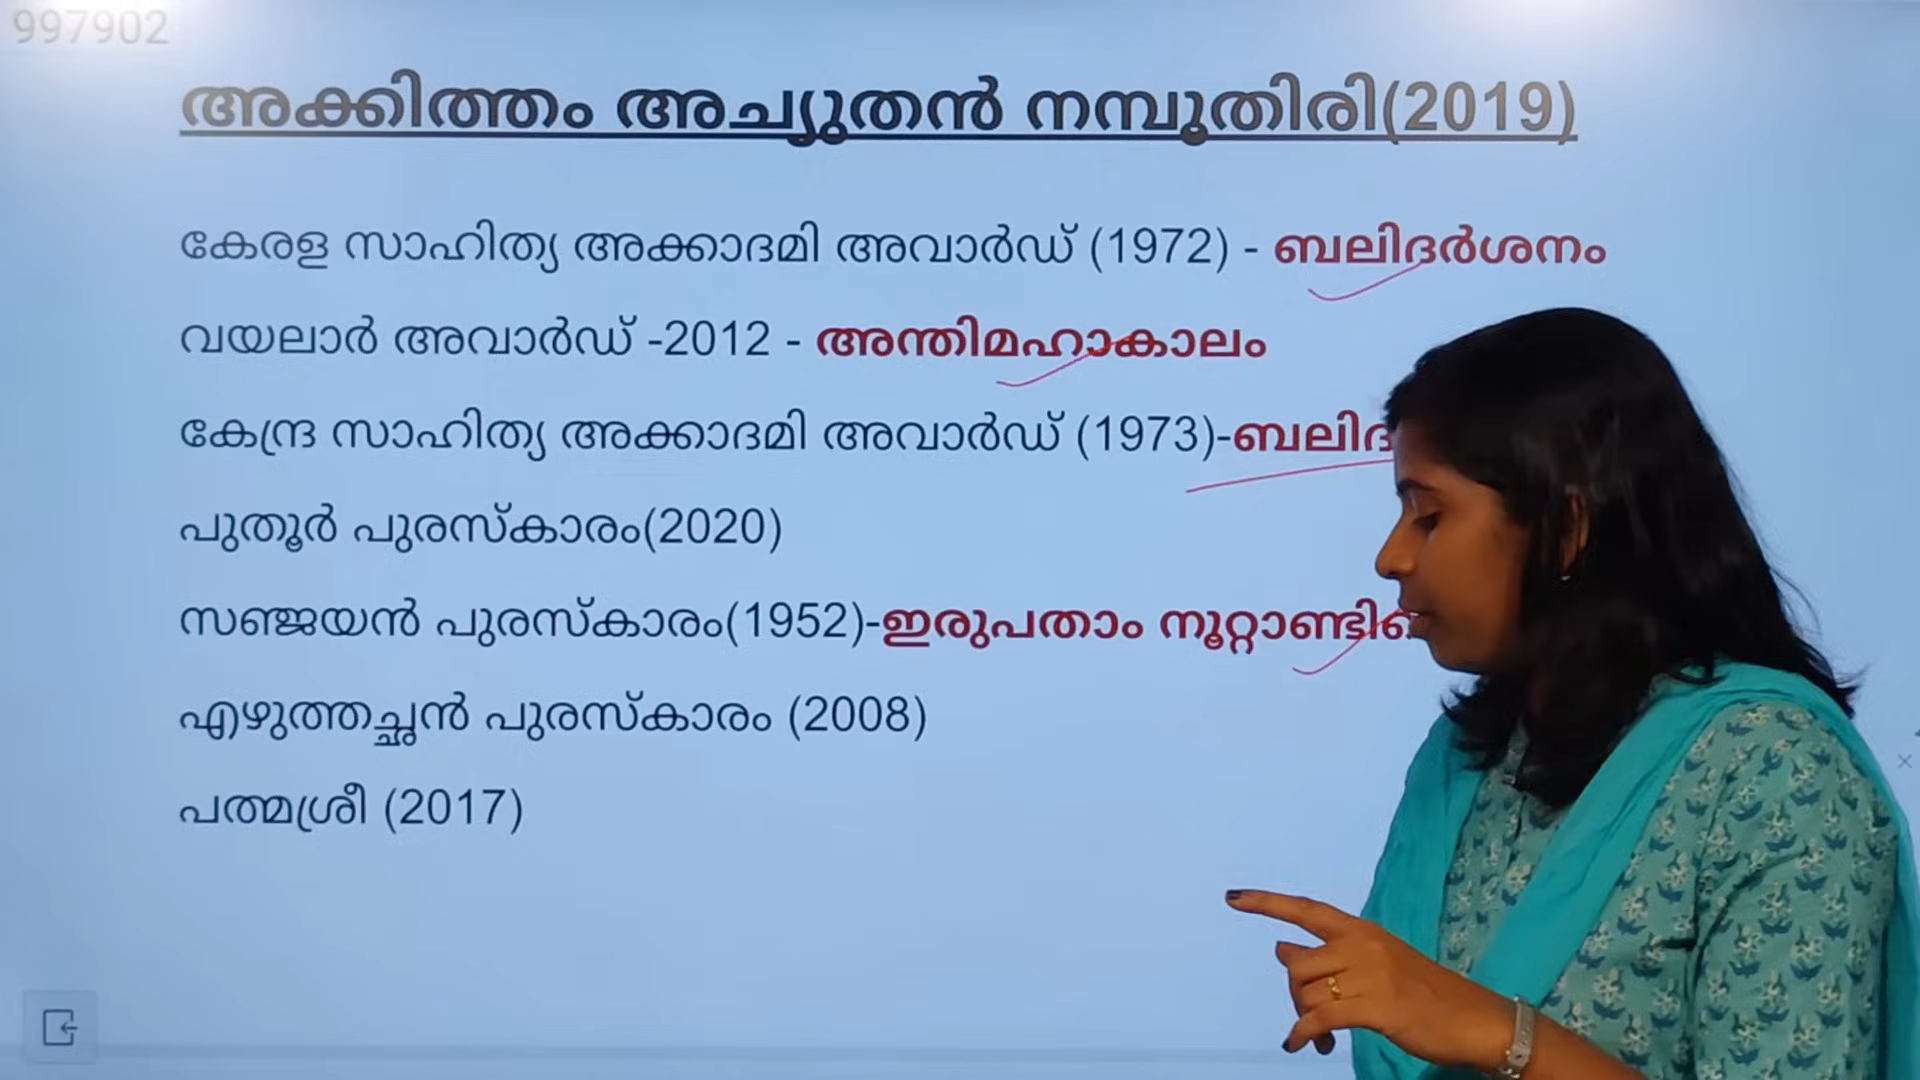 997902
അക്കിത്തം അച്യുതൻ നമ്പൂതിരി(2019)
കേരള സാഹിത്യ അക്കാദമി അവാർഡ് (1972) - ബലിദർശനം
വയലാർ അവാർഡ് -2012 - അന്തിമഹാകാലം
കേന്ദ്ര സാഹിത്യ അക്കാദമി അവാർഡ് (1973)-
പുതൂർ പുരസ്കാരം(2020)
സഞ്ജയൻ പുരസ്കാരം(1952)-ഇരുപതാം
എഴുത്തച്ഛൻ പുരസ്കാരം (2008)
പത്മശ്രീ (2017)